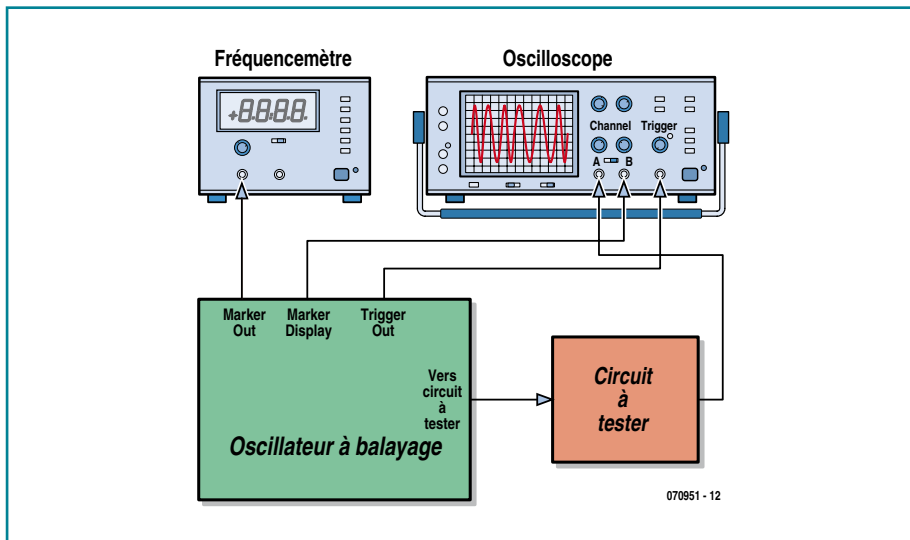 Fréquencemètre
Oscilloscope
+8.8.8.8.
Channel
Trigger
A
B
Marker
Out
Marker
Display
Trigger
Out
Vers
circuit
à
tester
Oscillateur à balayage
Circuit
à
tester
070951 - 12